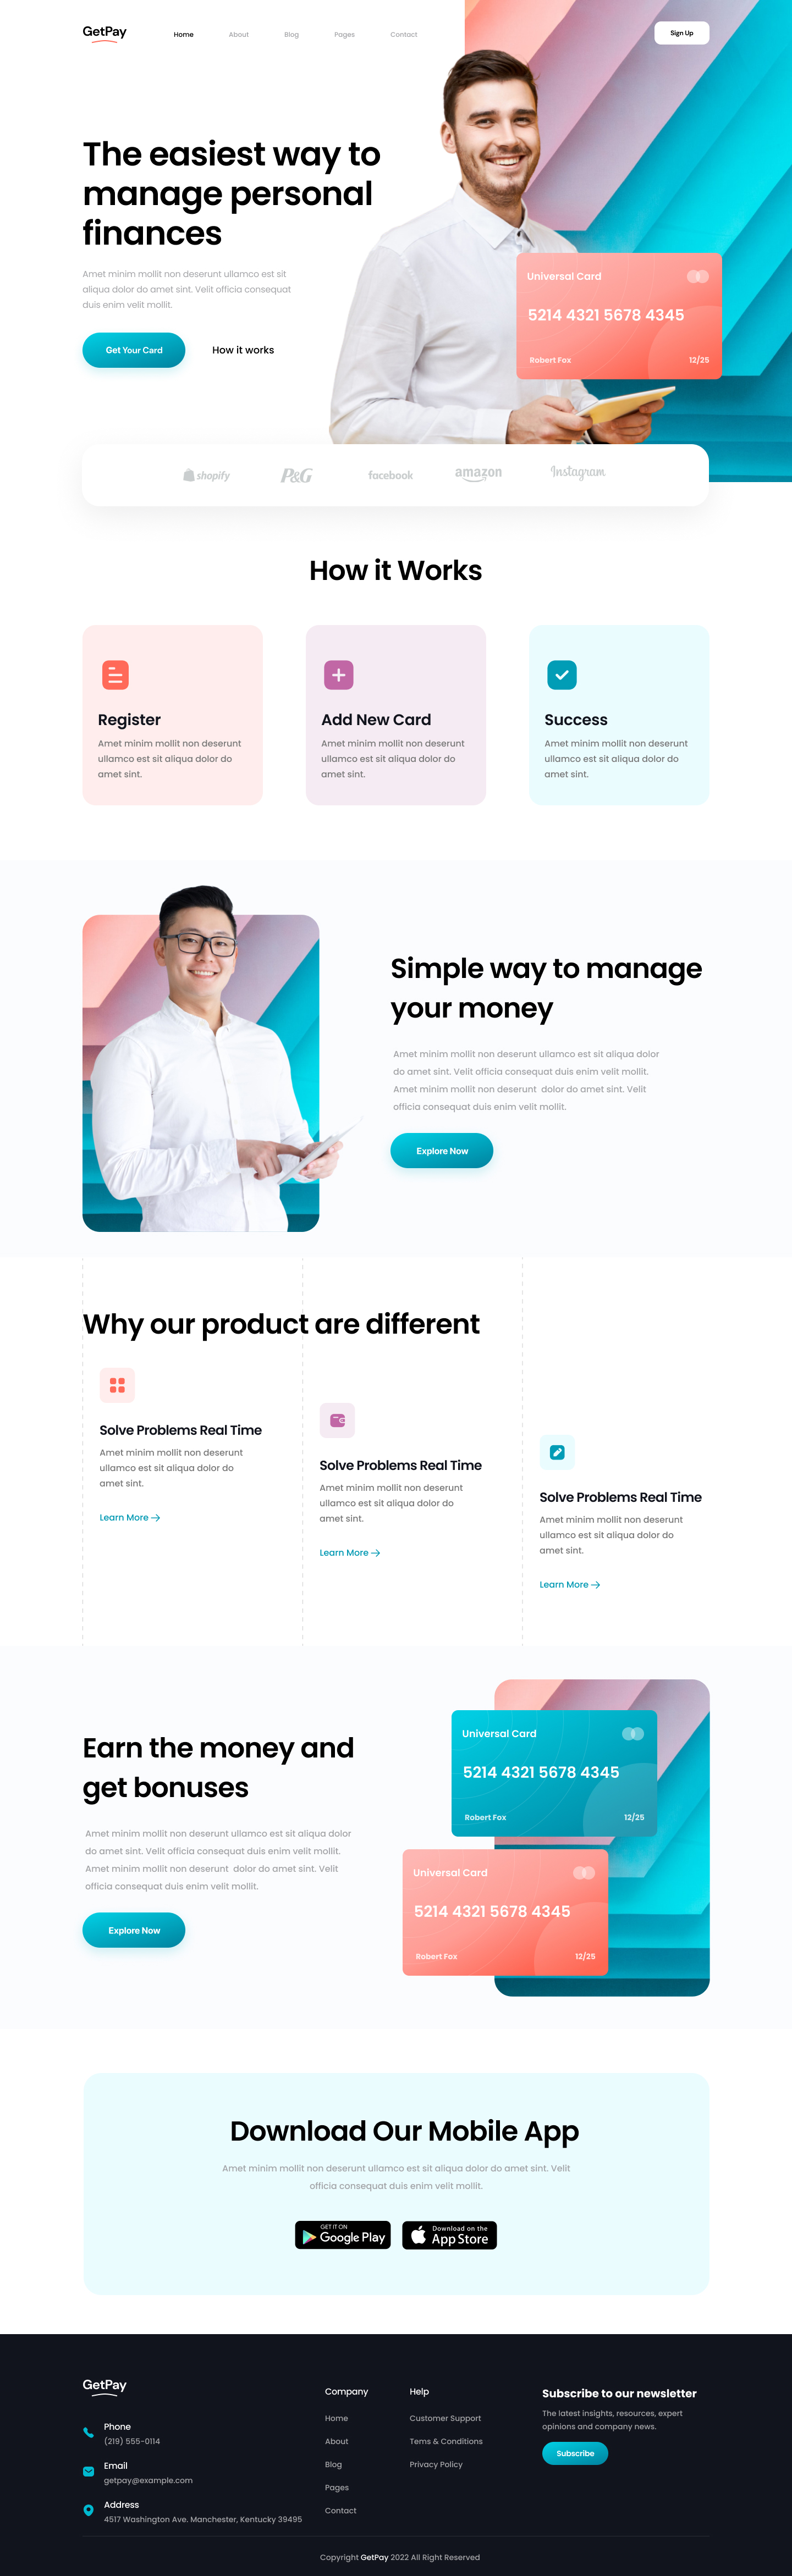 GetPay
Home
About
Blog
Pages
Contact
Sign Up
The easiest way to
manage personal
finances
Amet minim mollit non deserunt ullamco est sit
aliqua dolor do amet sint. Velit officia consequat
duis enim velit mollit.
Get Your Card
How it works
Universal Card
5214 4321 5678 4345
Robert Fox
12/25
shopify
P&G
facebook
amazon
Instagram
How it Works
Register
Amet minim mollit non deserunt
ullamco est sit aliqua dolor do
amet sint.
Add New Card
Amet minim mollit non deserunt
ullamco est sit aliqua dolor do
amet sint.
Success
Amet minim mollit non deserunt
ullamco est sit aliqua dolor do
amet sint.
Simple way to manage
your money
Amet minim mollit non deserunt ullamco est sit aliqua dolor
do amet sint. Velit officia consequat duis enim velit mollit.
Amet minim mollit non deserunt  dolor do amet sint. Velit
officia consequat duis enim velit mollit.
Explore Now
Why our product are different
Solve Problems Real Time
Amet minim mollit non deserunt
ullamco est sit aliqua dolor do
amet sint.
Learn More →
Solve Problems Real Time
Amet minim mollit non deserunt
ullamco est sit aliqua dolor do
amet sint.
Learn More →
Solve Problems Real Time
Amet minim mollit non deserunt
ullamco est sit aliqua dolor do
amet sint.
Learn More →
Earn the money and
get bonuses
Amet minim mollit non deserunt ullamco est sit aliqua dolor
do amet sint. Velit officia consequat duis enim velit mollit.
Amet minim mollit non deserunt  dolor do amet sint. Velit
officia consequat duis enim velit mollit.
Explore Now
Universal Card
5214 4321 5678 4345
Robert Fox
12/25
Universal Card
5214 4321 5678 4345
Robert Fox
12/25
Download Our Mobile App
Amet minim mollit non deserunt ullamco est sit aliqua dolor do amet sint. Velit
officia consequat duis enim velit mollit.
GET IT ON
Google Play
Download on the
App Store
GetPay
Phone
(219) 555-0114
Email
getpay@example.com
Address
4517 Washington Ave. Manchester, Kentucky 39495
Company
Home
About
Blog
Pages
Contact
Help
Customer Support
Tems & Conditions
Privacy Policy
Subscribe to our newsletter
The latest insights, resources, expert
opinions and company news.
Subscribe
Copyright GetPay 2022 All Right Reserved